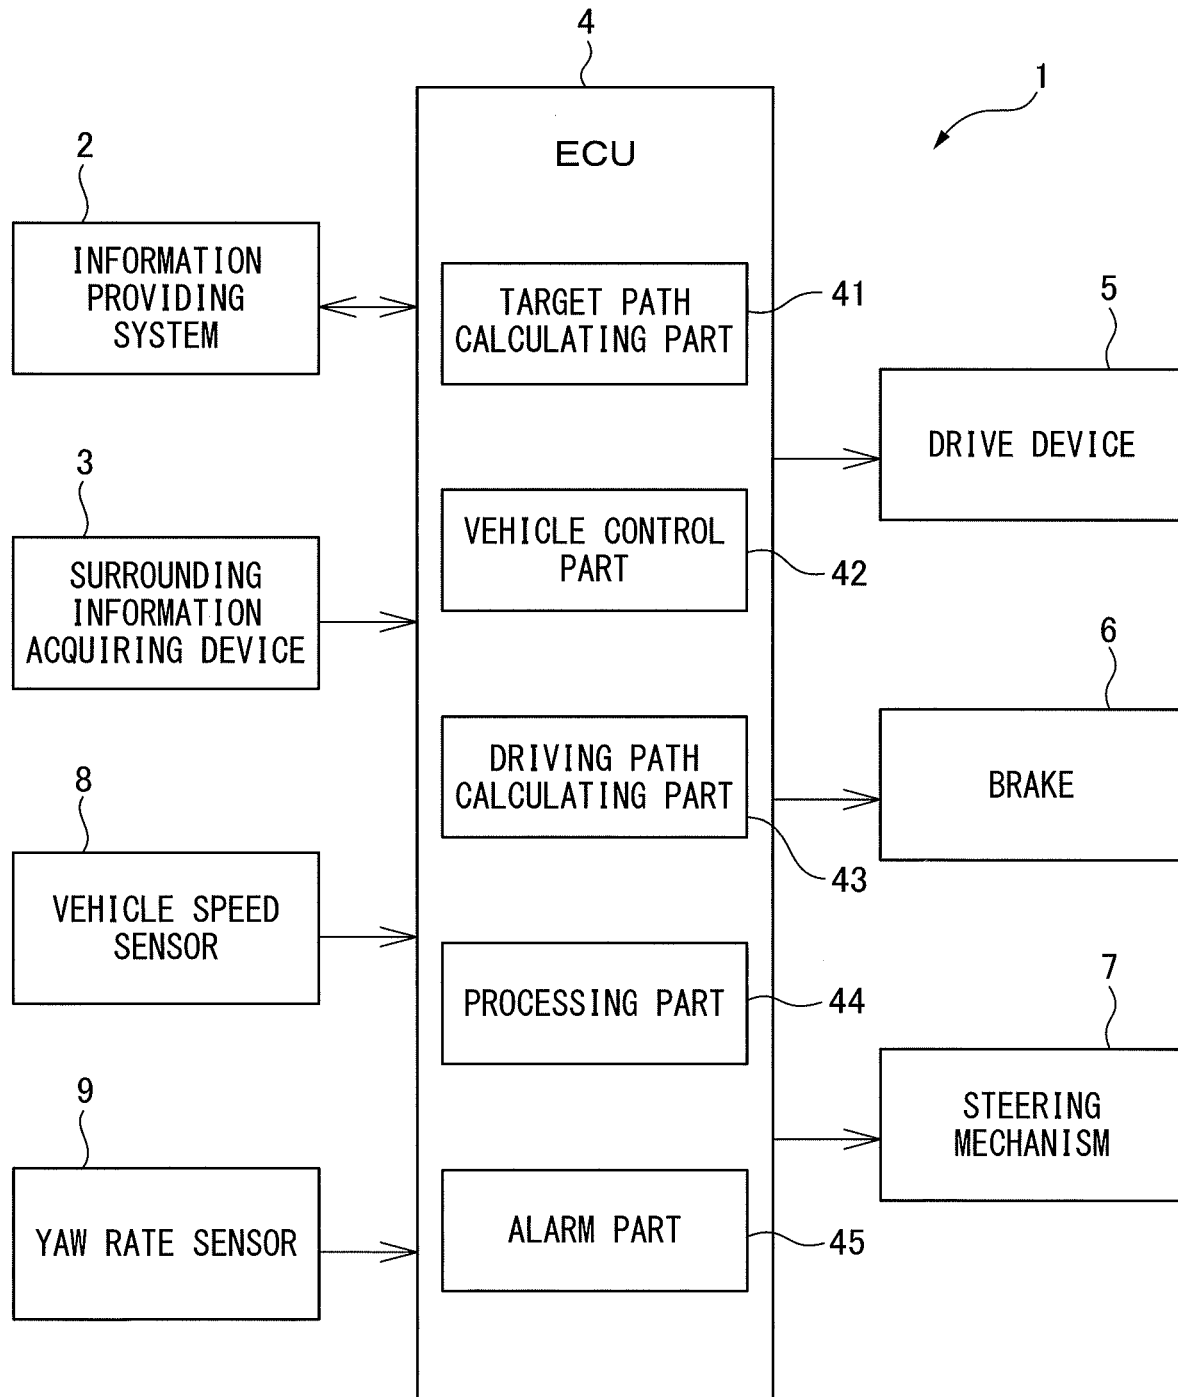 4
1
ECU
2
INFORMATION
PROVIDING
SYSTEM
TARGET PATH
CALCULATING PART
41
5
DRIVE DEVICE
3
SURROUNDING
INFORMATION
ACQUIRING DEVICE
VEHICLE CONTROL
PART
42
6
BRAKE
8
VEHICLE SPEED
SENSOR
DRIVING PATH
CALCULATING PART
43
PROCESSING PART
44
7
STEERING
MECHANISM
9
YAW RATE SENSOR
ALARM PART
45